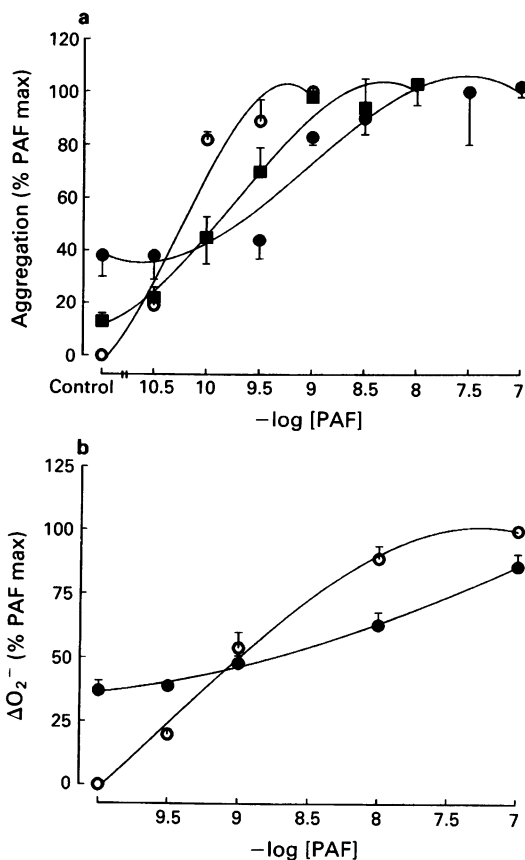 a
120
100
80
60
40
20
0
Aggregation (% PAF max)
Control 10.5 10 9.5 9 8.5 8 7.5 7
−log [PAF]
b
125
100
75
50
25
0
ΔO₂⁻ (% PAF max)
9.5 9 8.5 8 7.5 7
−log [PAF]